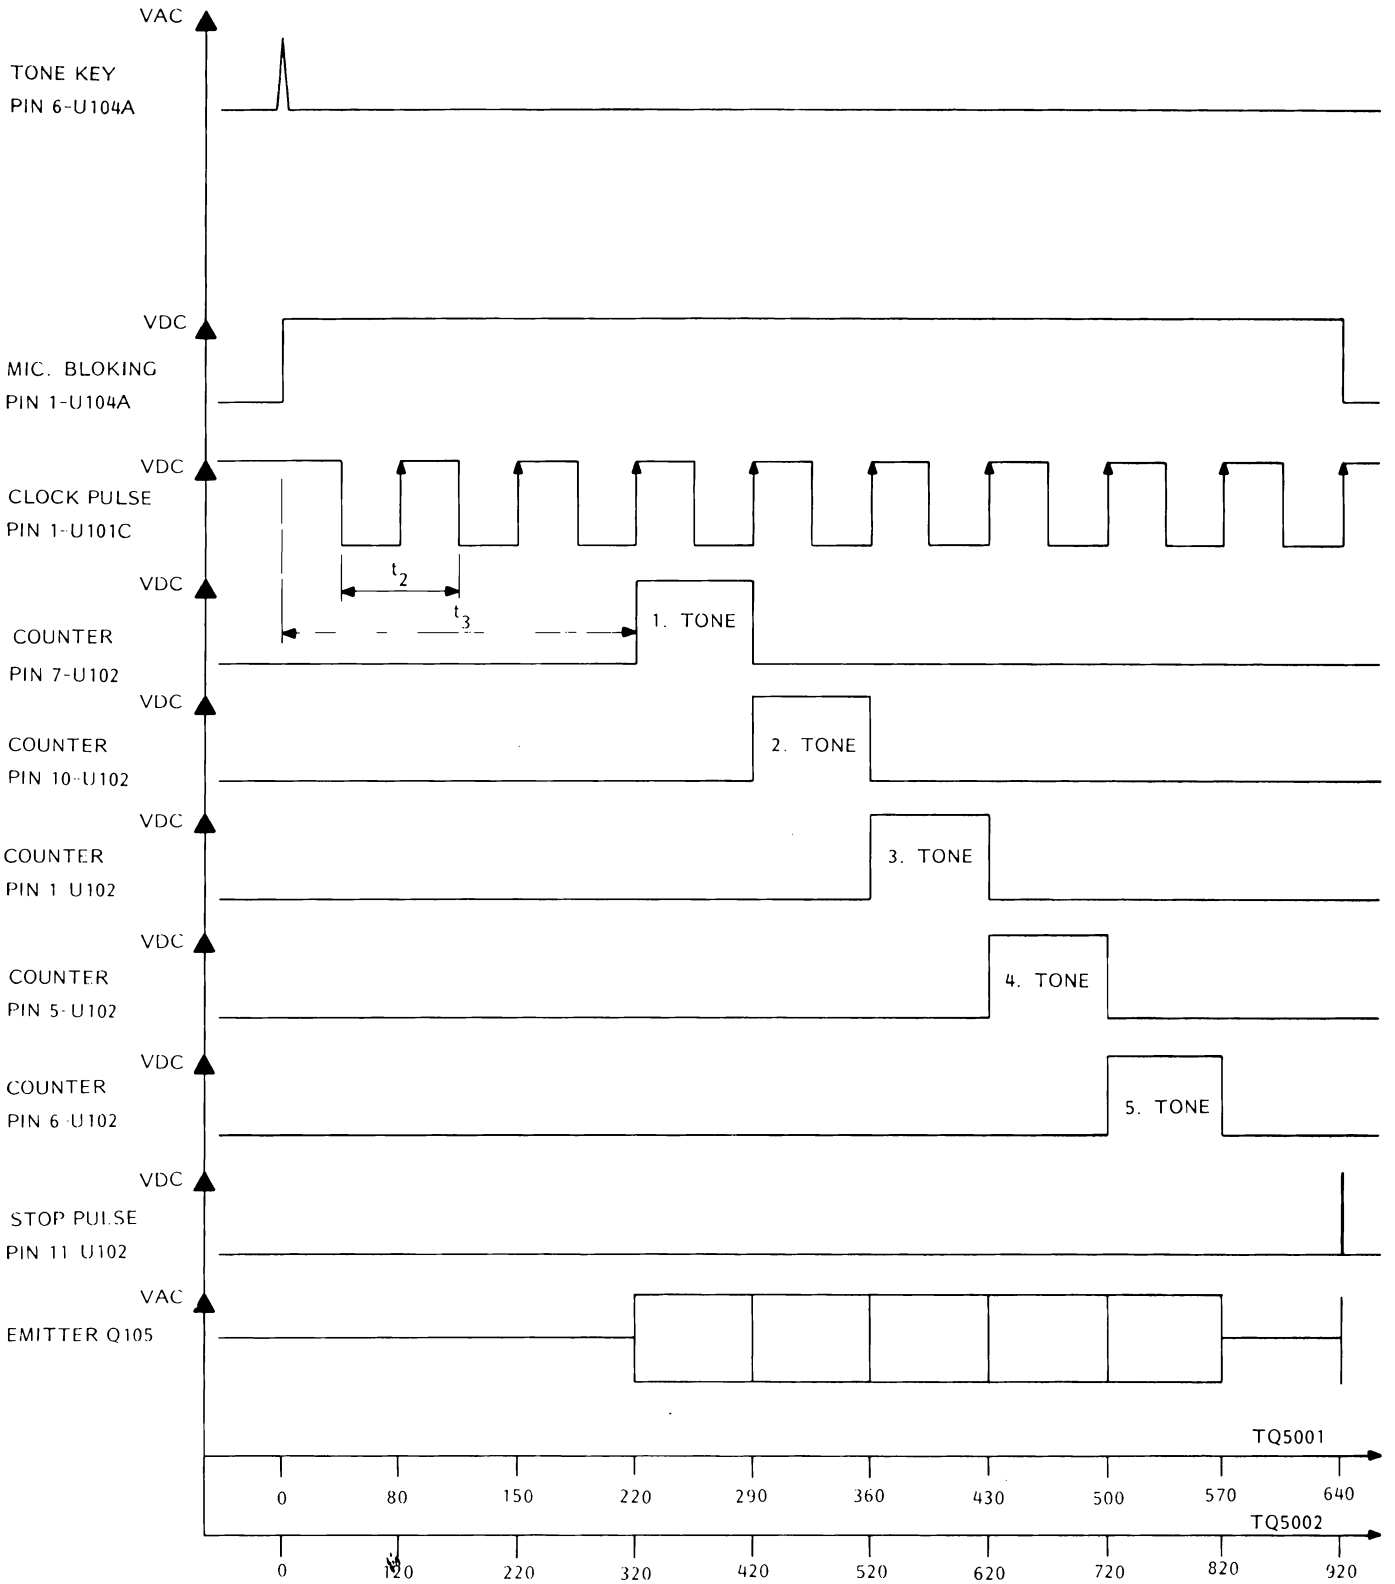 VAC
TONE KEY
PIN 6-U104A
VDC
MIC. BLOKING
PIN 1-U104A
VDC
CLOCK PULSE
PIN 1-U101C
t2
t3
VDC
COUNTER
PIN 7-U102
1. TONE
VDC
COUNTER
PIN 10-U102
2. TONE
VDC
COUNTER
PIN 1 U102
3. TONE
VDC
COUNTER
PIN 5-U102
4. TONE
VDC
COUNTER
PIN 6-U102
5. TONE
VDC
STOP PULSE
PIN 11 U102
VAC
EMITTER Q105
TQ5001
0 80 150 220 290 360 430 500 570 640
TQ5002
0 120 220 320 420 520 620 720 820 920